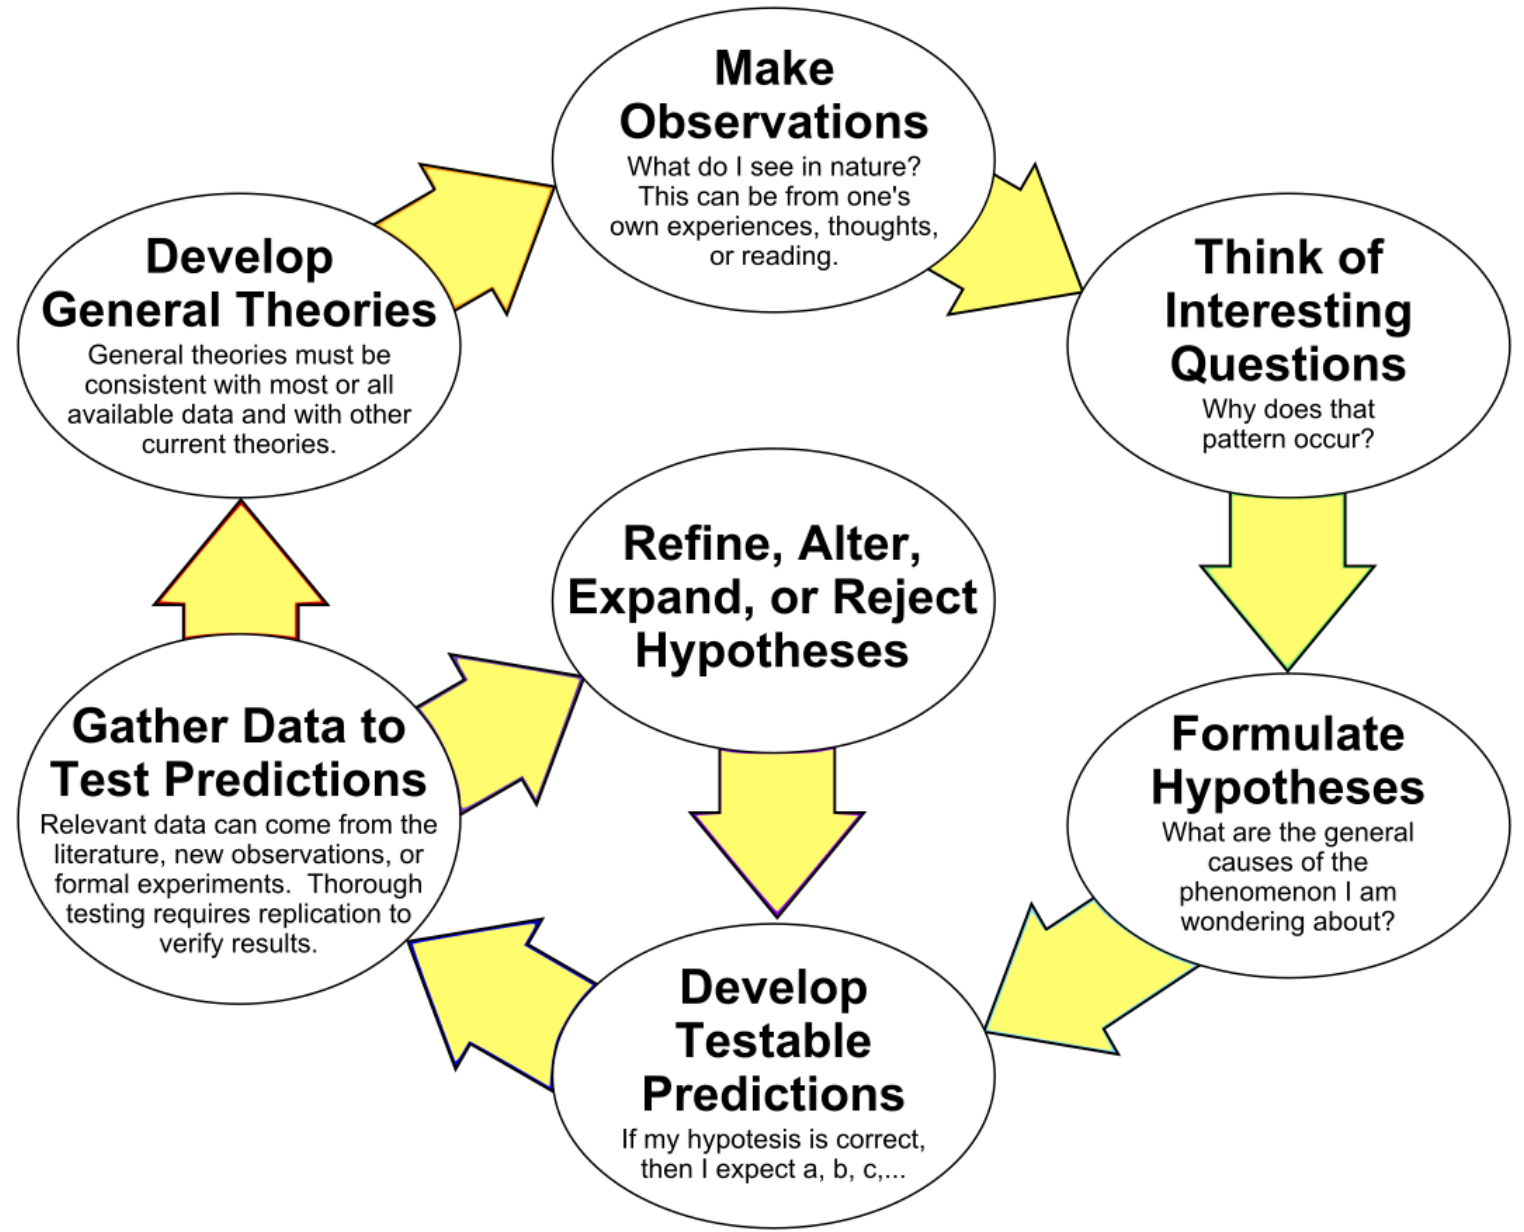 Make
Observations
What do I see in nature?
This can be from one's
own experiences, thoughts,
or reading.
Think of
Interesting
Questions
Why does that
pattern occur?
Formulate
Hypotheses
What are the general
causes of the
phenomenon I am
wondering about?
Develop
Testable
Predictions
If my hypotesis is correct,
then I expect a, b, c,...
Gather Data to
Test Predictions
Relevant data can come from the
literature, new observations, or
formal experiments.  Thorough
testing requires replication to
verify results.
Refine, Alter,
Expand, or Reject
Hypotheses
Develop
General Theories
General theories must be
consistent with most or all
available data and with other
current theories.